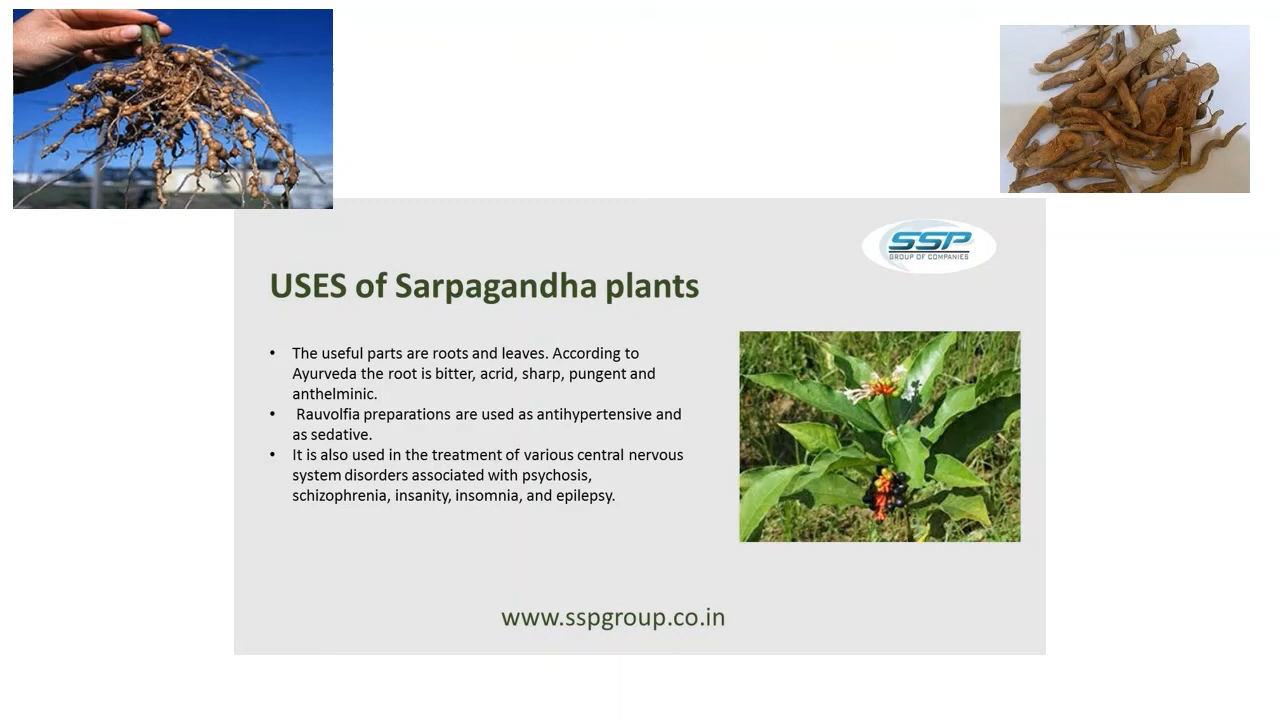 SSP
GROUP OF COMPANIES
USES of Sarpagandha plants
• The useful parts are roots and leaves. According to
Ayurveda the root is bitter, acrid, sharp, pungent and
anthelminic.
• Rauvolfia preparations are used as antihypertensive and
as sedative.
• It is also used in the treatment of various central nervous
system disorders associated with psychosis,
schizophrenia, insanity, insomnia, and epilepsy.
www.sspgroup.co.in